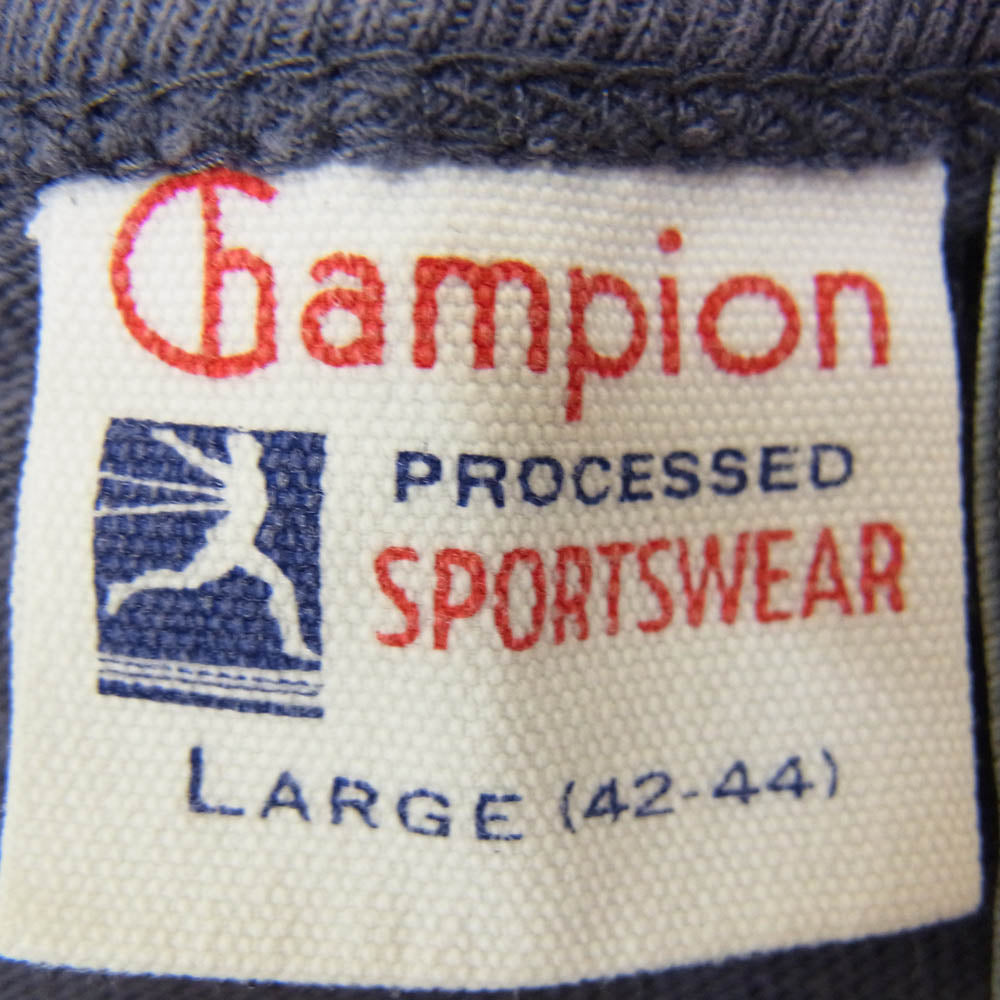 Champion
PROCESSED
SPORTSWEAR
LARGE (42-44)